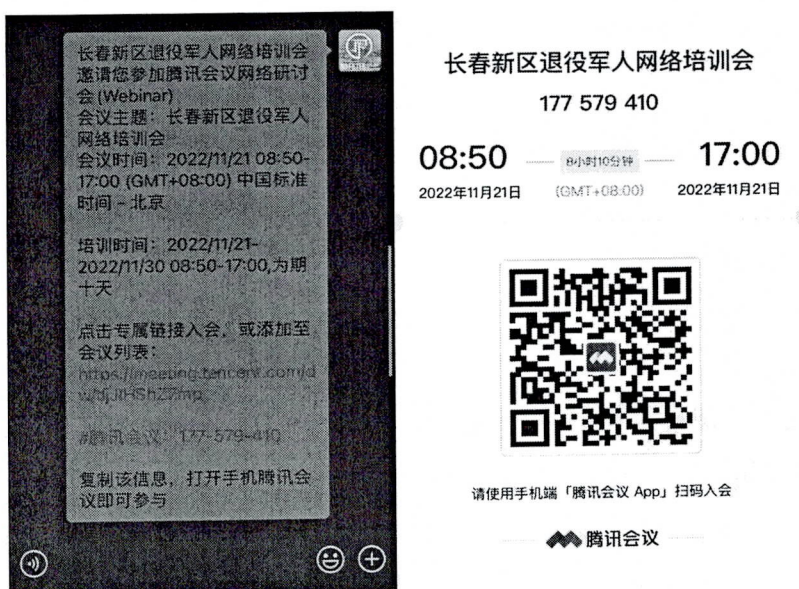 长春新区退役军人网络培训会
邀请您参加腾讯会议网络研讨
会 (Webinar)
会议主题：长春新区退役军人
网络培训会
会议时间：2022/11/21 08:50-
17:00 (GMT+08:00) 中国标准
时间 - 北京
培训时间：2022/11/21-
2022/11/30 08:50-17:00,为期
十天
点击专属链接入会，或添加至
会议列表：
https://meeting.tencent.com/d
#腾讯会议：177-579-410
复制该信息，打开手机腾讯会
议即可参与
长春新区退役军人网络培训会
177 579 410
08:50
8小时10分钟
17:00
2022年11月21日
(GMT+08:00)
2022年11月21日
请使用手机端「腾讯会议 App」扫码入会
腾讯会议